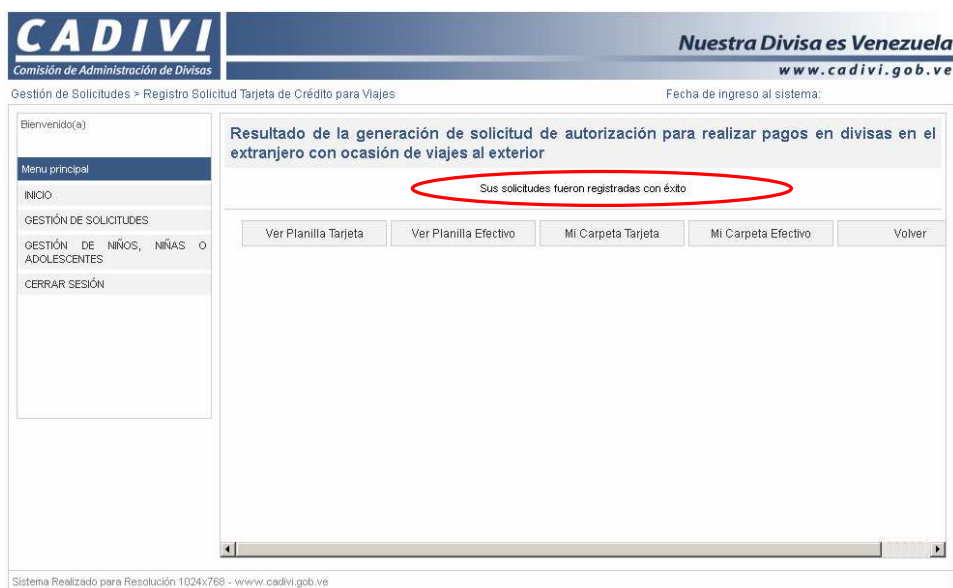 CADIVI
Comisión de Administración de Divisas
Nuestra Divisa es Venezuela
www.cadivi.gob.ve
Gestión de Solicitudes > Registro Solicitud Tarjeta de Crédito para Viajes
Fecha de ingreso al sistema:
Bienvenido(a)
Menu principal
INICIO
GESTIÓN DE SOLICITUDES
GESTIÓN DE NIÑOS, NIÑAS O
ADOLESCENTES
CERRAR SESIÓN
Resultado de la generación de solicitud de autorización para realizar pagos en divisas en el
extranjero con ocasión de viajes al exterior
Sus solicitudes fueron registradas con éxito
Ver Planilla Tarjeta
Ver Planilla Efectivo
Mi Carpeta Tarjeta
Mi Carpeta Efectivo
Volver
Sistema Realizado para Resolución 1024x768 - www.cadivi.gob.ve